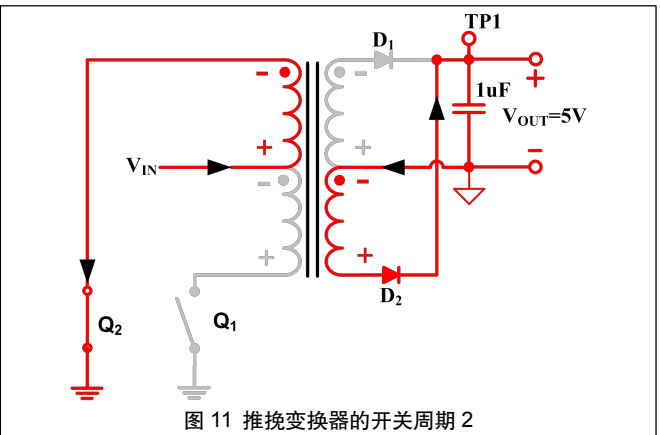 TP1
D₁
1uF
+
V_OUT=5V
−
- -
+ +
V_IN
- -
+ +
D₂
Q₂
Q₁
图 11 推挽变换器的开关周期 2